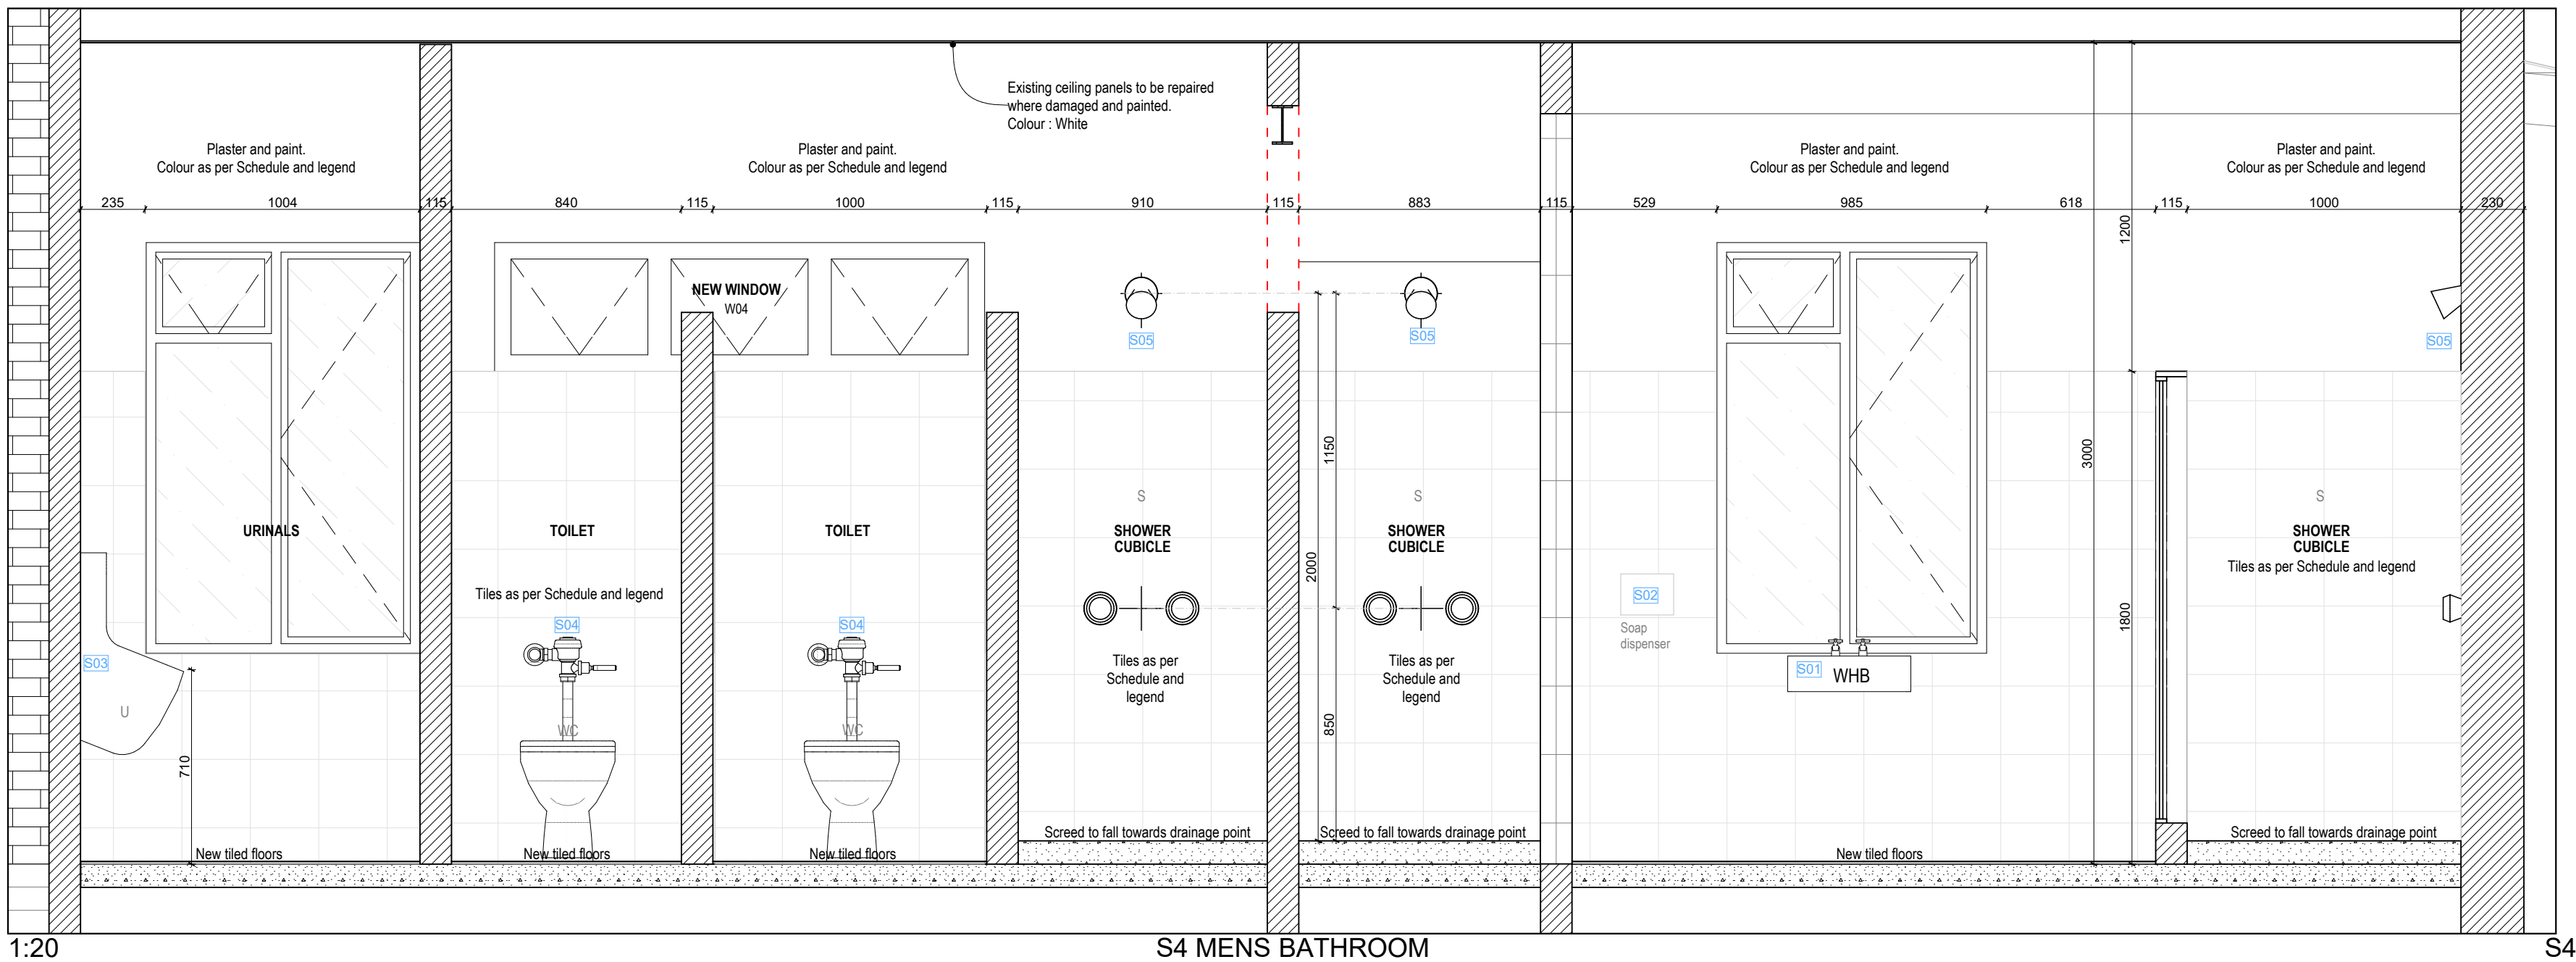 Existing ceiling panels to be repaired
where damaged and painted.
Colour : White
Plaster and paint.
Colour as per Schedule and legend
Plaster and paint.
Colour as per Schedule and legend
Plaster and paint.
Colour as per Schedule and legend
Plaster and paint.
Colour as per Schedule and legend
235
1004
115
840
115
1000
115
910
115
883
115
529
985
618
115
1000
230
1200
NEW WINDOW
W04
S05
S05
S05
1150
3000
S
S
S
URINALS
TOILET
TOILET
SHOWER
CUBICLE
SHOWER
CUBICLE
SHOWER
CUBICLE
Tiles as per Schedule and legend
2000
Tiles as per Schedule and legend
S02
1800
S04
S04
Soap
dispenser
S03
Tiles as per
Schedule and
legend
Tiles as per
Schedule and
legend
S01
WHB
U
WC
WC
850
710
Screed to fall towards drainage point
Screed to fall towards drainage point
Screed to fall towards drainage point
New tiled floors
New tiled floors
New tiled floors
New tiled floors
1:20
S4 MENS BATHROOM
S4